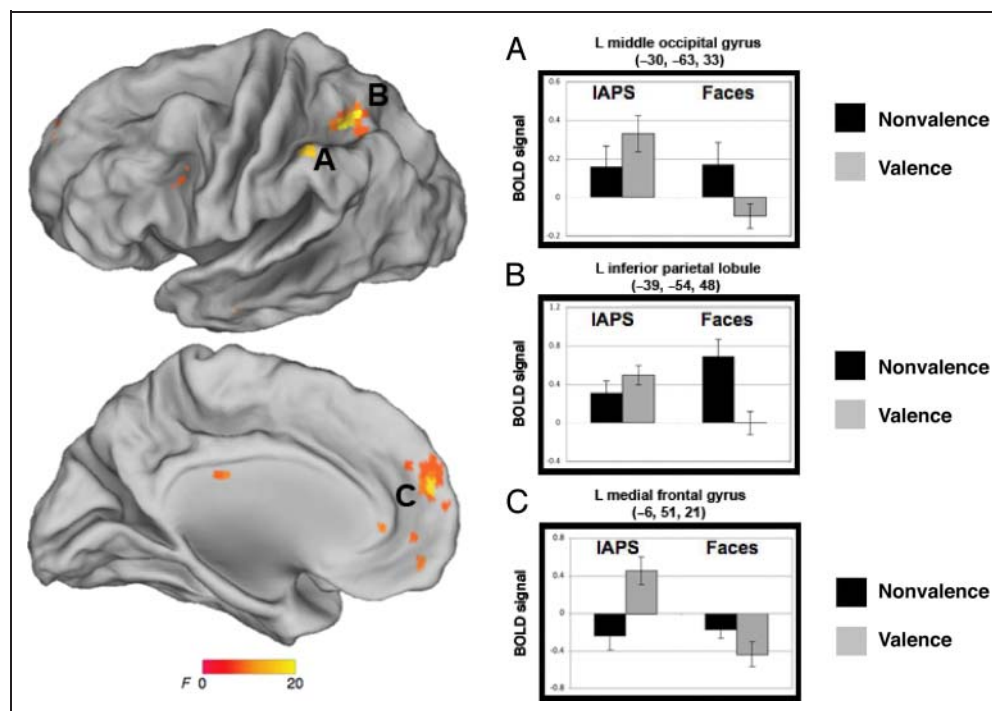 A
B
C
F 0 20
A
L middle occipital gyrus
(–30, –63, 33)
BOLD signal
0.6
0.4
0.2
0
-0.2
IAPS Faces
Nonvalence
Valence
B
L inferior parietal lobule
(–39, –54, 48)
BOLD signal
1.2
0.8
0.4
0
-0.4
IAPS Faces
Nonvalence
Valence
C
L medial frontal gyrus
(–6, 51, 21)
BOLD signal
0.8
0.4
0
-0.4
-0.8
IAPS Faces
Nonvalence
Valence